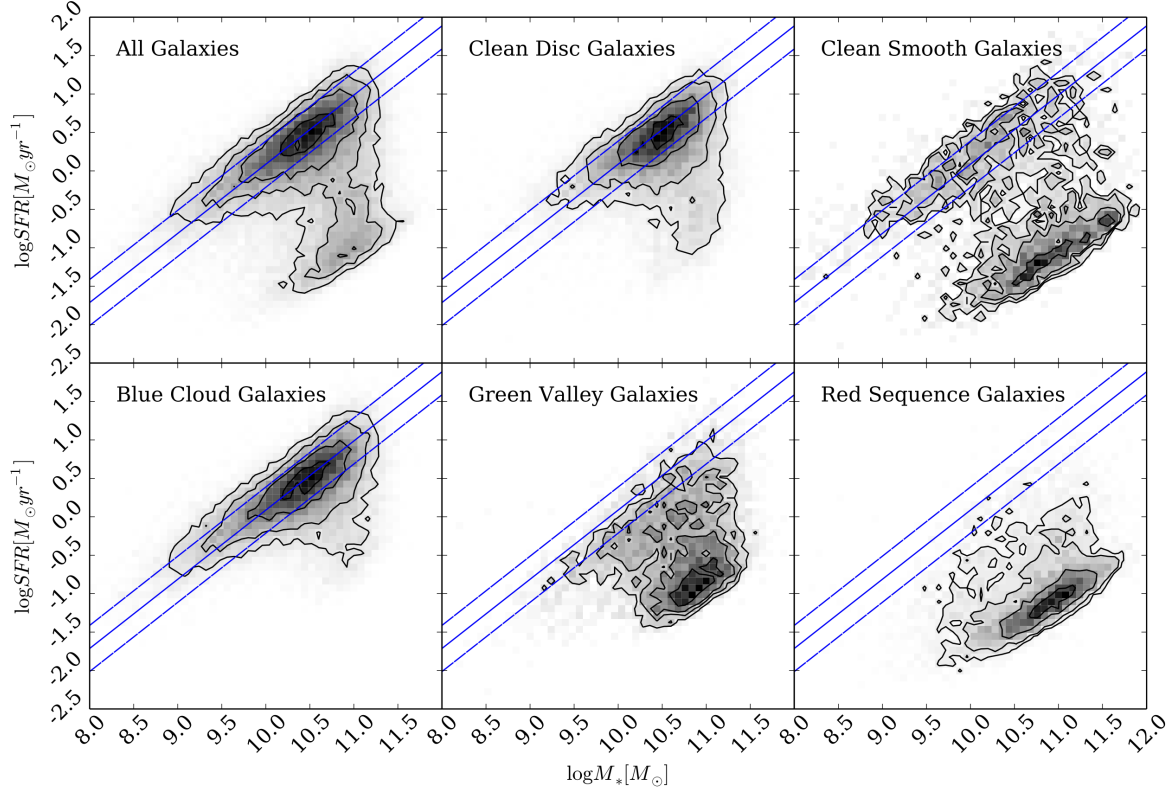 2.0
All Galaxies
Clean Disc Galaxies
Clean Smooth Galaxies
1.5
1.0
0.5
0.0
-0.5
-1.0
-1.5
-2.0
-2.5
logSFR[M⊙yr⁻¹]
Blue Cloud Galaxies
Green Valley Galaxies
Red Sequence Galaxies
1.5
1.0
0.5
0.0
-0.5
-1.0
-1.5
-2.0
-2.5
logSFR[M⊙yr⁻¹]
8.0 8.5 9.0 9.5 10.0 10.5 11.0 11.5 8.0 8.5 9.0 9.5 10.0 10.5 11.0 11.5 8.0 8.5 9.0 9.5 10.0 10.5 11.0 11.5 12.0
logM*[M⊙]